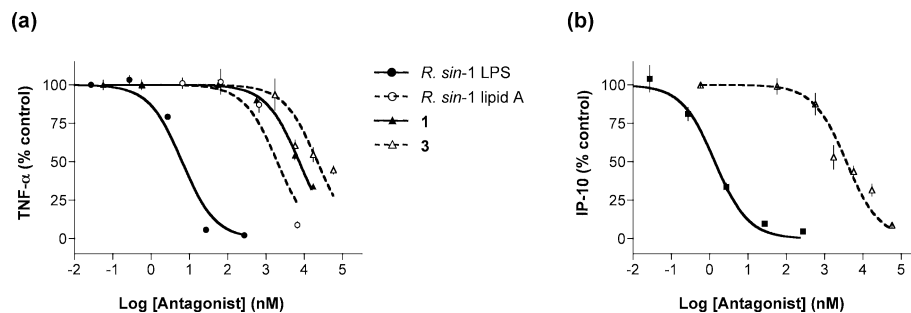 (a)
TNF-α (% control)
100
75
50
25
0
-2 -1 0 1 2 3 4 5
Log [Antagonist] (nM)
R. sin-1 LPS
R. sin-1 lipid A
1
3
(b)
IP-10 (% control)
100
75
50
25
0
-2 -1 0 1 2 3 4 5
Log [Antagonist] (nM)